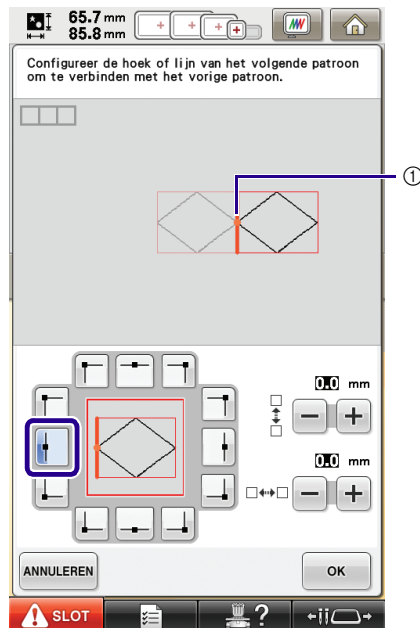 65.7 mm
85.8 mm
Configureer de hoek of lijn van het volgende patroon
om te verbinden met het vorige patroon.
①
0.0 mm
0.0 mm
ANNULEREN
OK
SLOT
?